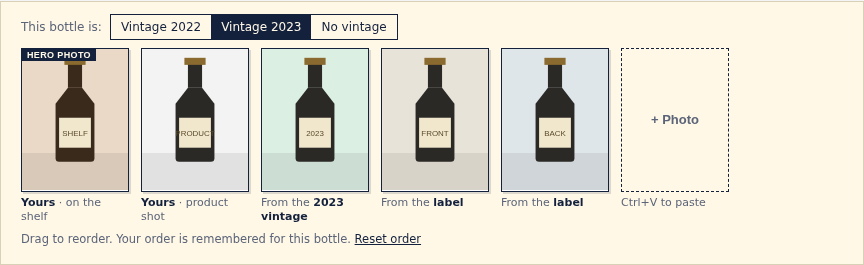 This bottle is: Vintage 2022 Vintage 2023 No vintage
HERO PHOTO
SHELF
PRODUCT
2023
FRONT
BACK
+ Photo
Yours · on the shelf
Yours · product shot
From the 2023 vintage
From the label
From the label
Ctrl+V to paste
Drag to reorder. Your order is remembered for this bottle. Reset order